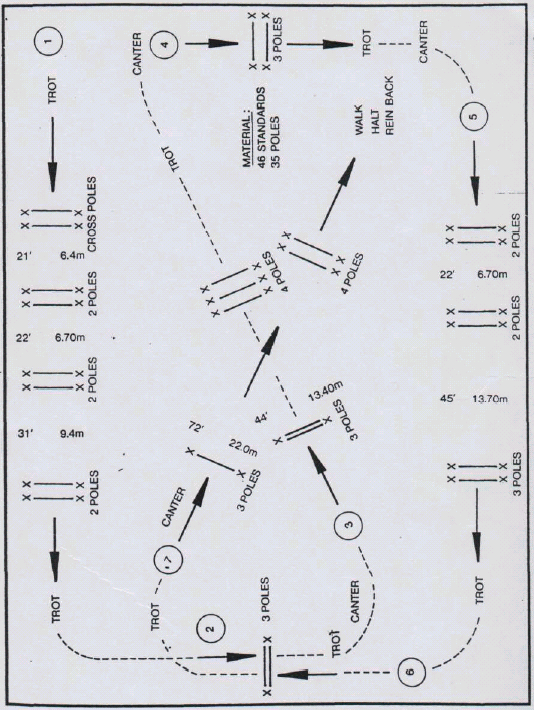 1
TROT
CROSS POLES
21' 6.4m
2 POLES
22' 6.70m
2 POLES
31' 9.4m
2 POLES
TROT
2
3 POLES
TROT
CANTER
3
3 POLES
44' 13.40m
4 POLES
TROT
CANTER
4
3 POLES
TROT
CANTER
5
2 POLES
22' 6.70m
2 POLES
45' 13.70m
3 POLES
TROT
6
TROT
7
CANTER
3 POLES
72' 22.0m
4 POLES
WALK
HALT
REIN BACK
MATERIAL:
46 STANDARDS
35 POLES